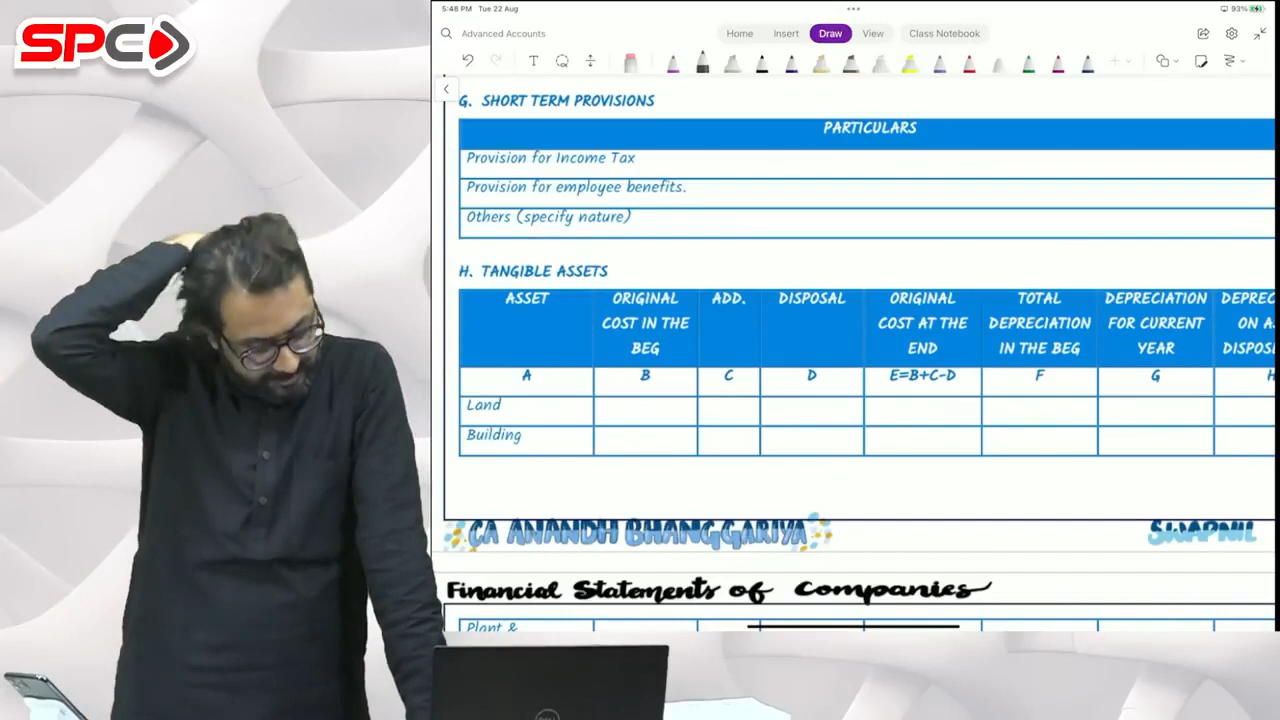 SPC
5:48 PM Tue 22 Aug
93%
Advanced Accounts
Home Insert Draw View Class Notebook
G. SHORT TERM PROVISIONS
PARTICULARS
Provision for Income Tax
Provision for employee benefits.
Others (specify nature)
H. TANGIBLE ASSETS
ASSET ORIGINAL ADD. DISPOSAL ORIGINAL TOTAL DEPRECIATION
COST IN THE COST AT THE DEPRECIATION FOR CURRENT ON
BEG END IN THE BEG YEAR
A B C D E=B+C-D F G H
Land
Building
CA ANANDH BHANGGARIYA SWAPNIL
Financial Statements of Companies
Plant &
DELL